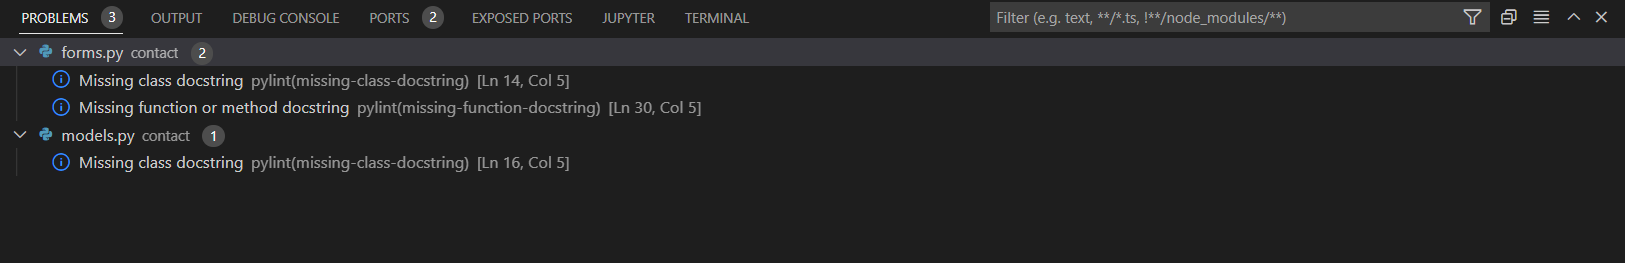 PROBLEMS 3 OUTPUT DEBUG CONSOLE PORTS 2 EXPOSED PORTS JUPYTER TERMINAL Filter (e.g. text, **/*.ts, !**/node_modules/**)
forms.py contact 2
Missing class docstring pylint(missing-class-docstring) [Ln 14, Col 5]
Missing function or method docstring pylint(missing-function-docstring) [Ln 30, Col 5]
models.py contact 1
Missing class docstring pylint(missing-class-docstring) [Ln 16, Col 5]